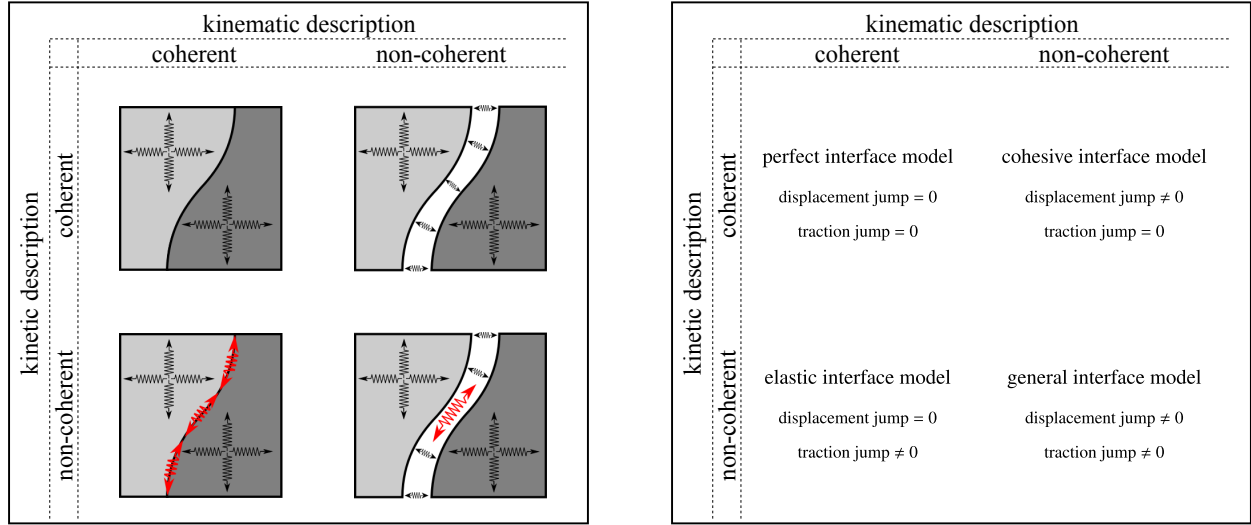 kinematic description
coherent non-coherent
kinetic description
coherent
non-coherent
kinematic description
coherent non-coherent
kinetic description
coherent
perfect interface model
displacement jump = 0
traction jump = 0
cohesive interface model
displacement jump ≠ 0
traction jump = 0
non-coherent
elastic interface model
displacement jump = 0
traction jump ≠ 0
general interface model
displacement jump ≠ 0
traction jump ≠ 0